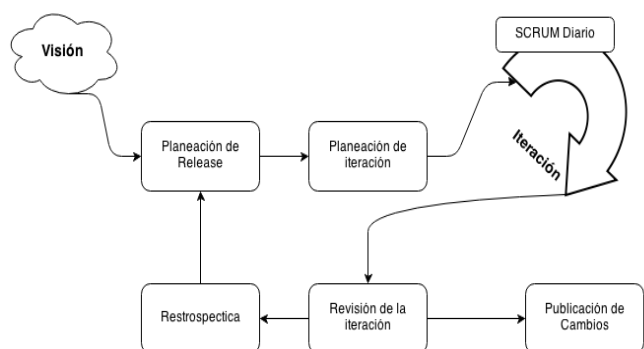 Visión
SCRUM Diario
Planeación de
Release
Planeación de
iteración
Iteración
Restrospectica
Revisión de la
iteración
Publicación de
Cambios